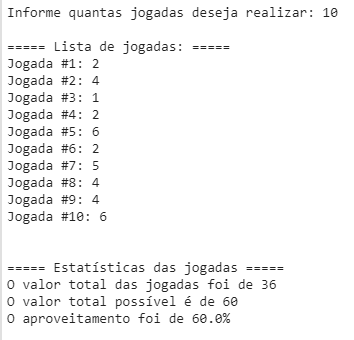 Informe quantas jogadas deseja realizar: 10
===== Lista de jogadas: =====
Jogada #1: 2
Jogada #2: 4
Jogada #3: 1
Jogada #4: 2
Jogada #5: 6
Jogada #6: 2
Jogada #7: 5
Jogada #8: 4
Jogada #9: 4
Jogada #10: 6
===== Estatísticas das jogadas =====
O valor total das jogadas foi de 36
O valor total possível é de 60
O aproveitamento foi de 60.0%